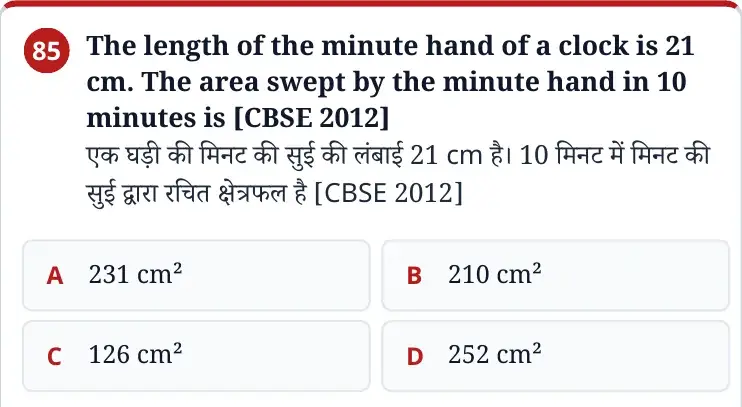 85 The length of the minute hand of a clock is 21
cm. The area swept by the minute hand in 10
minutes is [CBSE 2012]
एक घड़ी की मिनट की सुई की लंबाई 21 cm है। 10 मिनट में मिनट की
सुई द्वारा रचित क्षेत्रफल है [CBSE 2012]
A 231 cm²
B 210 cm²
C 126 cm²
D 252 cm²